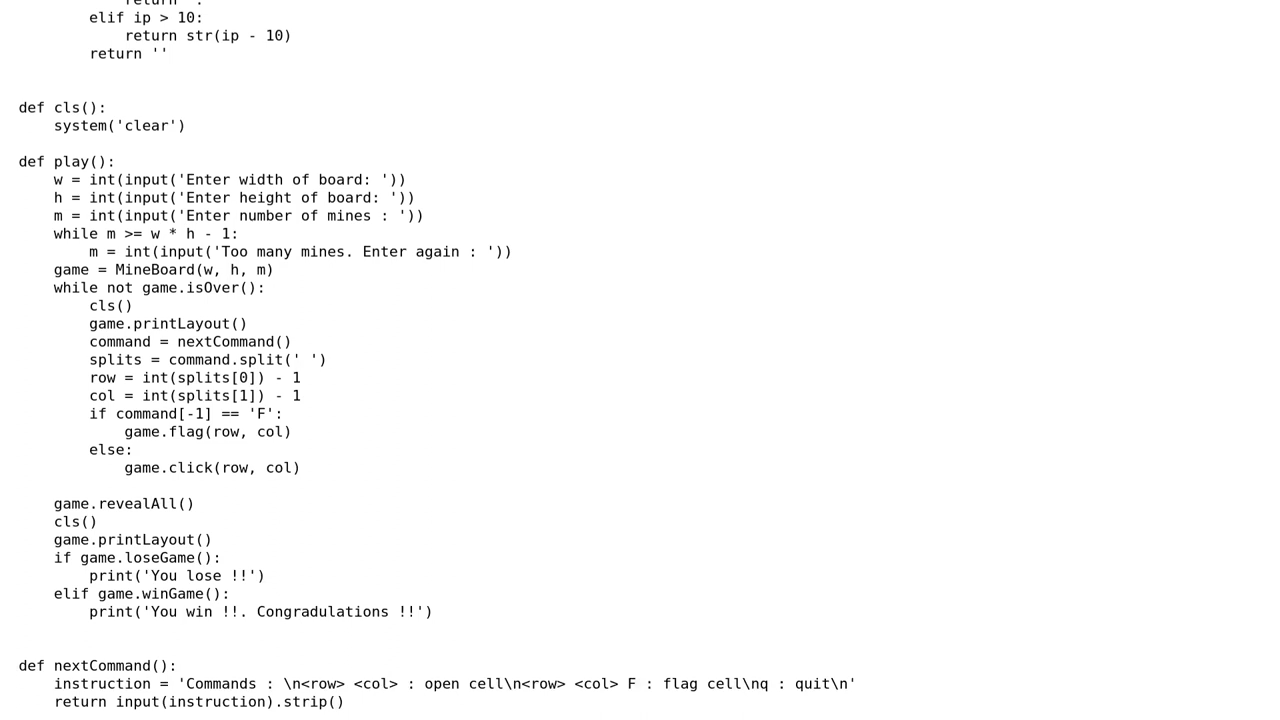 elif ip > 10:
            return str(ip - 10)
        return ''


def cls():
    system('clear')

def play():
    w = int(input('Enter width of board: '))
    h = int(input('Enter height of board: '))
    m = int(input('Enter number of mines : '))
    while m >= w * h - 1:
        m = int(input('Too many mines. Enter again : '))
    game = MineBoard(w, h, m)
    while not game.isOver():
        cls()
        game.printLayout()
        command = nextCommand()
        splits = command.split(' ')
        row = int(splits[0]) - 1
        col = int(splits[1]) - 1
        if command[-1] == 'F':
            game.flag(row, col)
        else:
            game.click(row, col)

    game.revealAll()
    cls()
    game.printLayout()
    if game.loseGame():
        print('You lose !!')
    elif game.winGame():
        print('You win !!. Congradulations !!')


def nextCommand():
    instruction = 'Commands : \n<row> <col> : open cell\n<row> <col> F : flag cell\nq : quit\n'
    return input(instruction).strip()